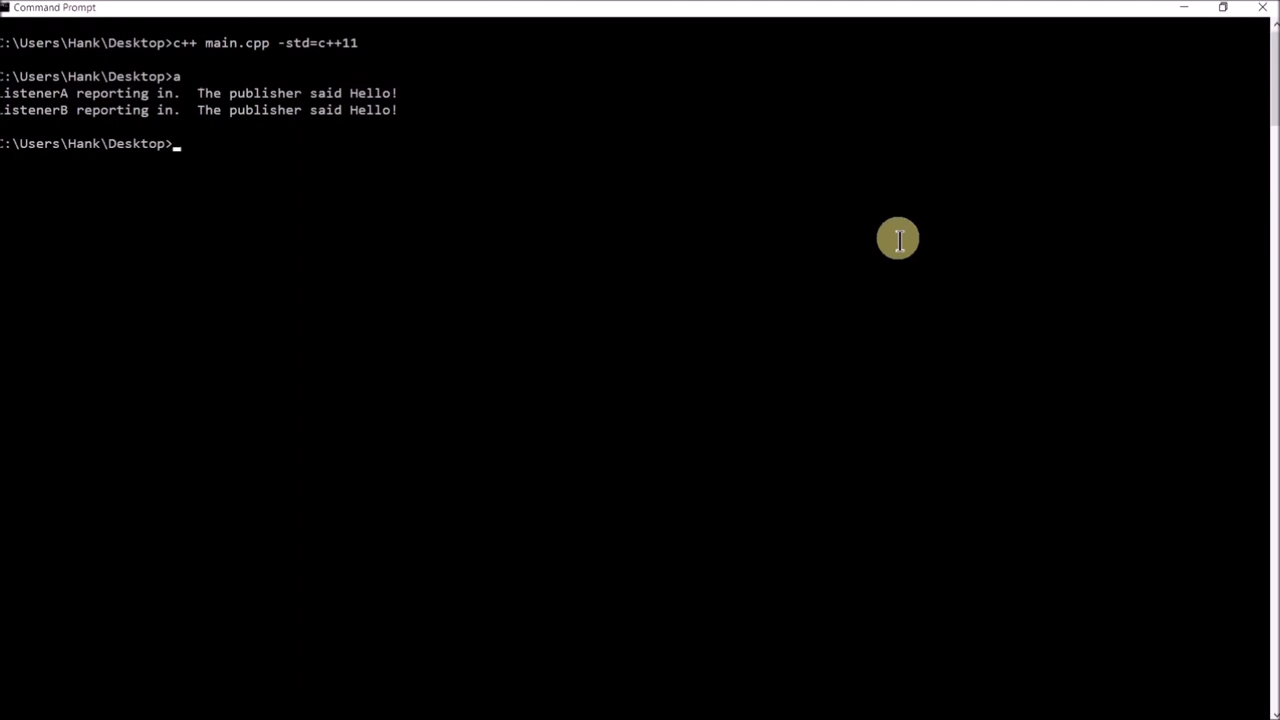 Command Prompt
C:\Users\Hank\Desktop>c++ main.cpp -std=c++11
C:\Users\Hank\Desktop>a
ListenerA reporting in.  The publisher said Hello!
ListenerB reporting in.  The publisher said Hello!
C:\Users\Hank\Desktop>